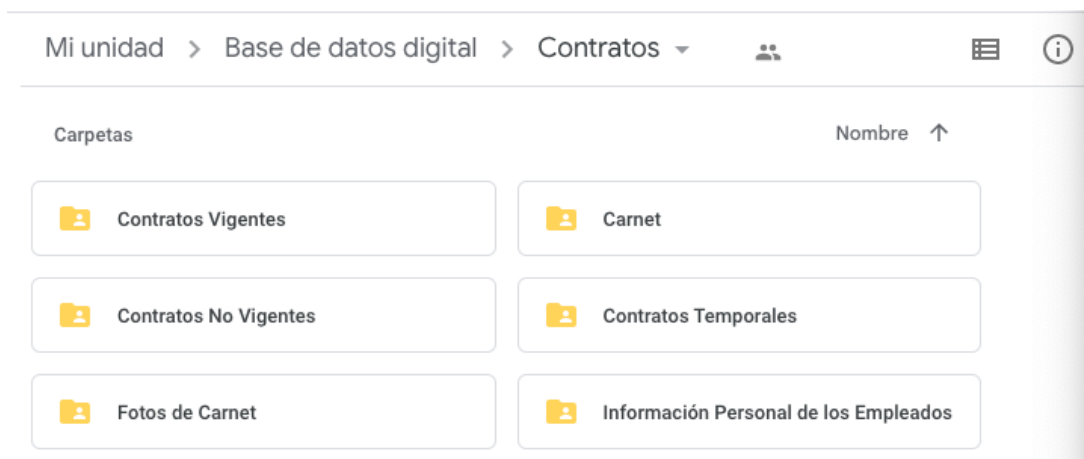 Mi unidad > Base de datos digital > Contratos
Carpetas Nombre
Contratos Vigentes Carnet
Contratos No Vigentes Contratos Temporales
Fotos de Carnet Información Personal de los Empleados